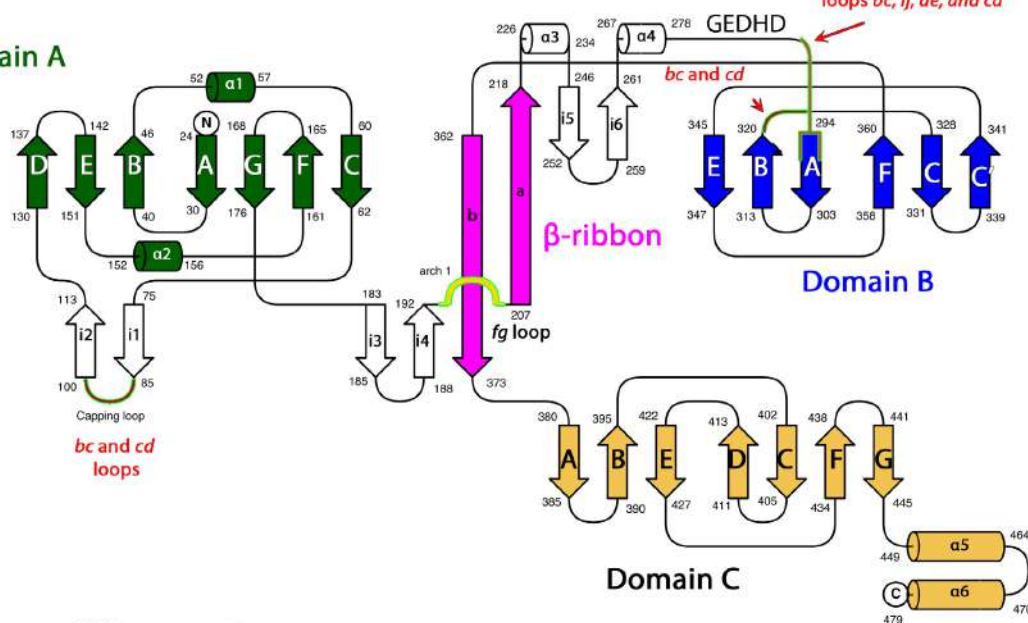 loops bc, ij, de, and cd
ain A
226 α3 234
267 α4 278
GEDHD
52 α1 57
bc and cd
218 246 261
N
137 142 46 24 168 165 60
362
i5 i6
345 320 294 360 328 341
D E B A G F C
252 259
E B A F C C'
130 151 40 30 176 161 62
b a
347 313 303 358 331 339
152 α2 156
β-ribbon
Domain B
arch 1
113 75 183 192
207
fg loop
i2 i1 i3 i4
100 85 185 188 373
Capping loop
bc and cd
loops
380 395 422 413 402 438 441
A B E D C F G
385 390 427 411 405 434 445
α5 464
449
Domain C
C α6
479